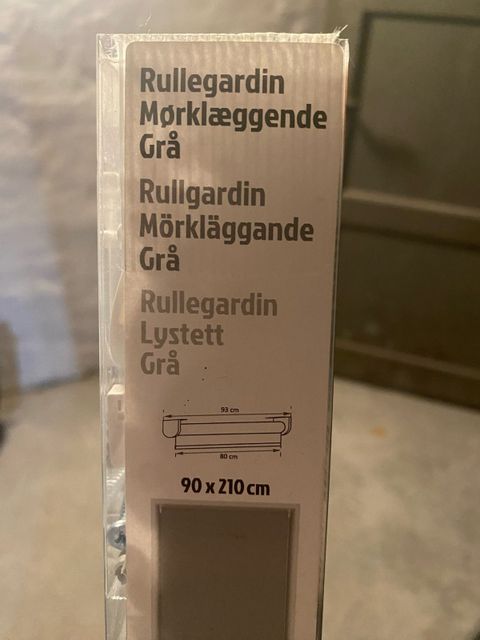 Rullegardin
Mørklæggende
Grå
Rullgardin
Mörkläggande
Grå
Rullegardin
Lystett
Grå
93 cm
80 cm
90 x 210 cm